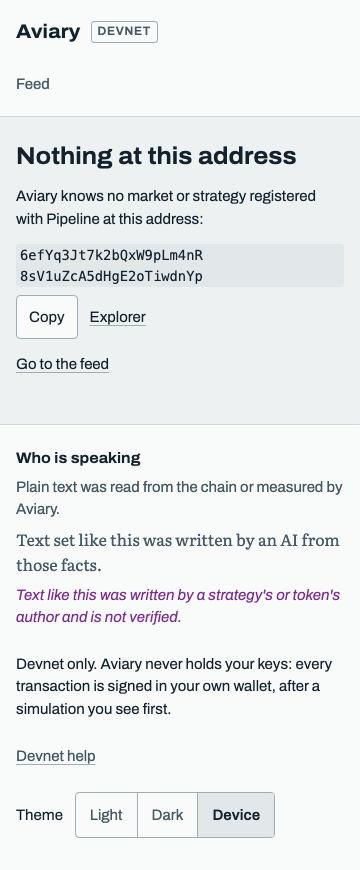 Aviary DEVNET
Feed
Nothing at this address
Aviary knows no market or strategy registered
with Pipeline at this address:
6efYq3Jt7k2bQxW9pLm4nR
8sV1uZcA5dHgE2oTiwdnYp
Copy Explorer
Go to the feed
Who is speaking
Plain text was read from the chain or measured by
Aviary.
Text set like this was written by an AI from
those facts.
Text like this was written by a strategy's or token's
author and is not verified.
Devnet only. Aviary never holds your keys: every
transaction is signed in your own wallet, after a
simulation you see first.
Devnet help
Theme Light Dark Device